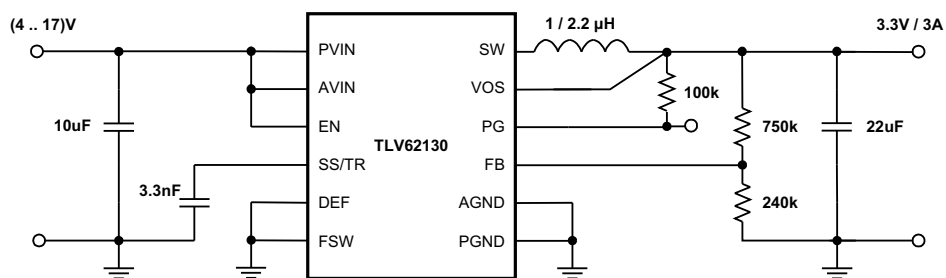 (4 .. 17)V
1 / 2.2 µH
3.3V / 3A
PVIN
SW
AVIN
VOS
100k
10uF
EN
PG
750k
22uF
TLV62130
SS/TR
FB
3.3nF
240k
DEF
AGND
FSW
PGND